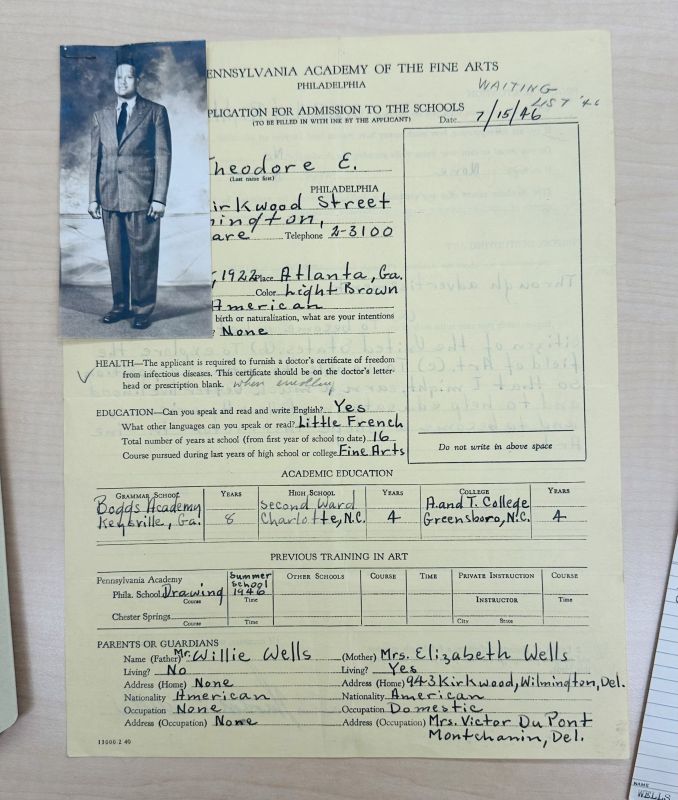 PENNSYLVANIA ACADEMY OF THE FINE ARTS
PHILADELPHIA
WAITING
LIST '46
PLICATION FOR ADMISSION TO THE SCHOOLS
(TO BE FILLED IN WITH INK BY THE APPLICANT) Date 7/15/46
Theodore E.
(Last name first)
PHILADELPHIA
irkwood Street
ington,
are Telephone 2-3100
, 1922 Place Atlanta, Ga.
Color Light Brown
American
birth or naturalization, what are your intentions
? None
HEALTH—The applicant is required to furnish a doctor's certificate of freedom
from infectious diseases. This certificate should be on the doctor's letter-
head or prescription blank. when enrolling
EDUCATION—Can you speak and read and write English? Yes
What other languages can you speak or read? Little French
Total number of years at school (from first year of school to date) 16
Course pursued during last years of high school or college Fine Arts
Do not write in above space
ACADEMIC EDUCATION
GRAMMAR SCHOOL YEARS HIGH SCHOOL YEARS COLLEGE YEARS
Boggs Academy Second Ward A. and T. College
Keysville, Ga. 8 Charlotte, N.C. 4 Greensboro, N.C. 4
PREVIOUS TRAINING IN ART
Pennsylvania Academy Summer School 1946 OTHER SCHOOLS COURSE TIME PRIVATE INSTRUCTION COURSE
Phila. School Drawing
Course Time INSTRUCTOR Time
Chester Springs
Course Time City State
PARENTS OR GUARDIANS
Name (Father) Mr. Willie Wells (Mother) Mrs. Elizabeth Wells
Living? No Living? Yes
Address (Home) None Address (Home) 943 Kirkwood, Wilmington, Del.
Nationality American Nationality American
Occupation None Occupation Domestic
Address (Occupation) None Address (Occupation) Mrs. Victor Du Pont
Montchanin, Del.
13000 2 40
NAME
WELLS